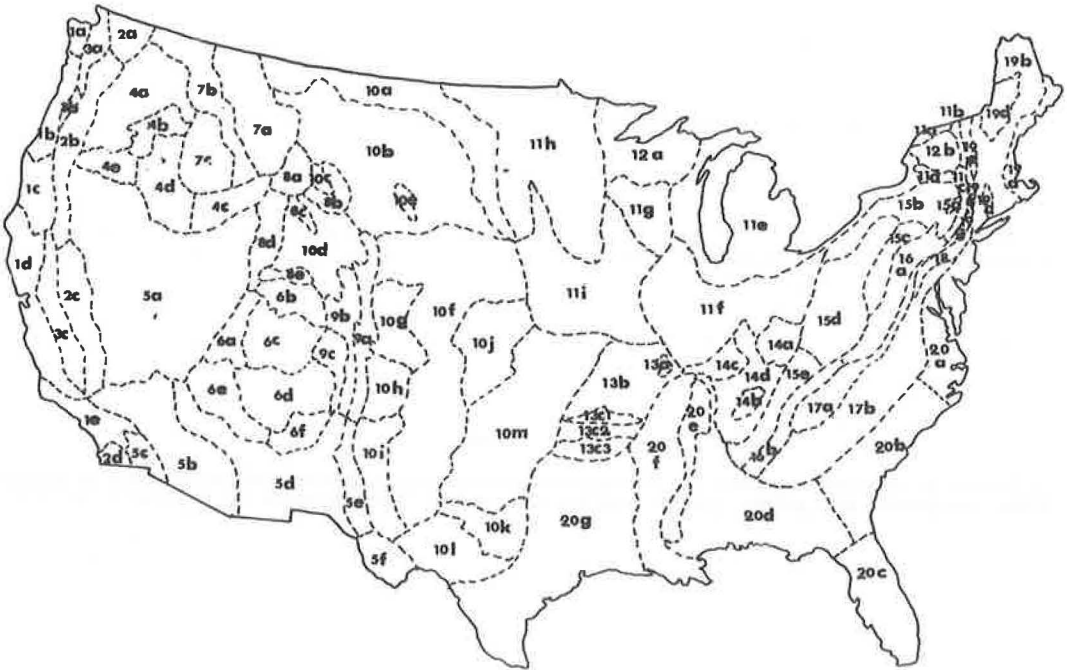 1a
2a
3a
19b
4a
7b
10a
11b
19d
3b
11a
1b
2b
4b
7a
10b
11h
12a
12b
4e
7c
8a
10c
10e
11d
4d
8b
11g
15b
1c
4c
8c
11e
15c
8d
10d
16
a
18
1d
2c
5a
8e
6b
11i
11f
15d
3c
9b
10g
10f
6a
6c
9a
10j
14a
20
a
9c
13a
14c
14d
15e
6e
6d
10h
13b
14b
17a
17b
1e
13c1
20
e
6f
13c2
10m
13c3
16b
20b
2d
5c
5b
10i
20
f
5d
5e
10k
20g
20d
5f
10l
20c